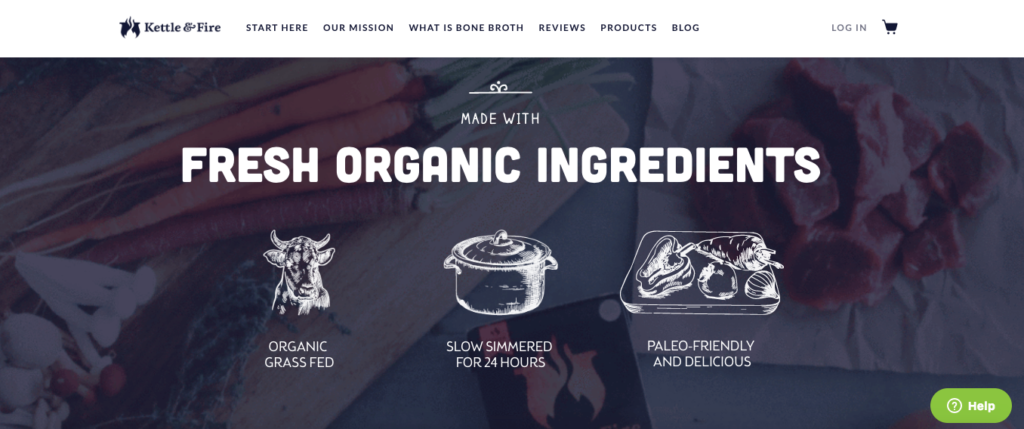 Kettle & Fire START HERE OUR MISSION WHAT IS BONE BROTH REVIEWS PRODUCTS BLOG LOG IN
MADE WITH
FRESH ORGANIC INGREDIENTS
ORGANIC
GRASS FED
SLOW SIMMERED
FOR 24 HOURS
PALEO-FRIENDLY
AND DELICIOUS
Help